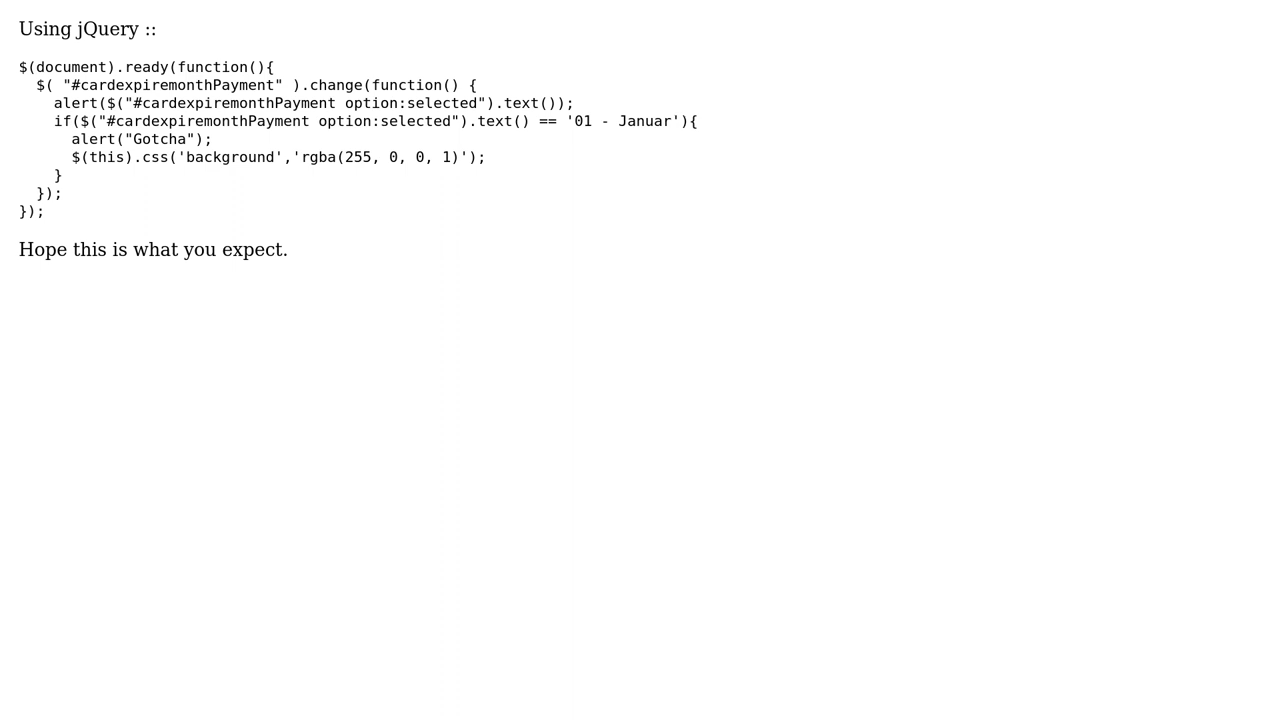 Using jQuery ::
$(document).ready(function(){
  $( "#cardexpiremonthPayment" ).change(function() {
    alert($("#cardexpiremonthPayment option:selected").text());
    if($("#cardexpiremonthPayment option:selected").text() == '01 - Januar'){
      alert("Gotcha");
      $(this).css('background','rgba(255, 0, 0, 1)');
    }
  });
});
Hope this is what you expect.